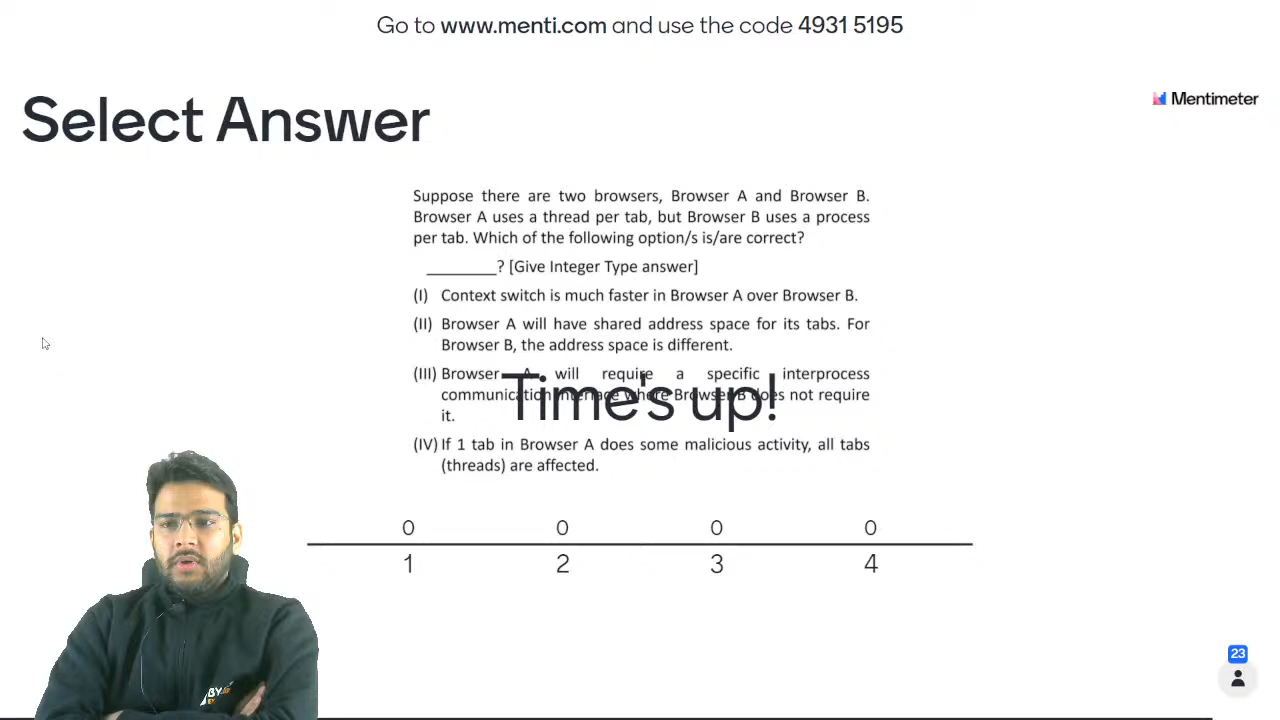 Go to www.menti.com and use the code 4931 5195
Mentimeter
Select Answer
Suppose there are two browsers, Browser A and Browser B.
Browser A uses a thread per tab, but Browser B uses a process
per tab. Which of the following option/s is/are correct?
________? [Give Integer Type answer]
(I) Context switch is much faster in Browser A over Browser B.
(II) Browser A will have shared address space for its tabs. For
Browser B, the address space is different.
(III) Browser A will require a specific interprocess
communication interface where Browser B does not require
it.
Time's up!
(IV) If 1 tab in Browser A does some malicious activity, all tabs
(threads) are affected.
0 0 0 0
1 2 3 4
23